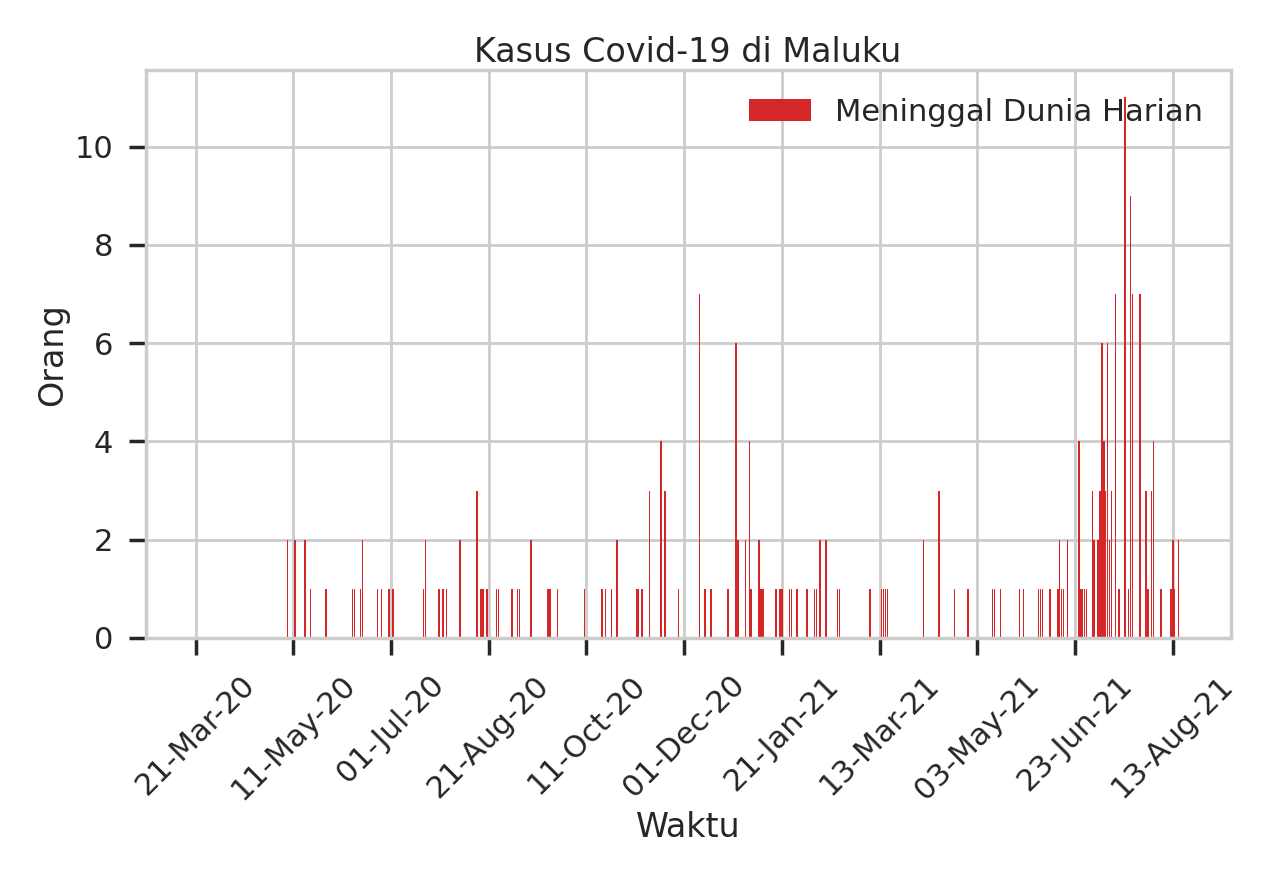 Kasus Covid-19 di Maluku
Meninggal Dunia Harian
10
8
6
4
2
0
Orang
21-Mar-20
11-May-20
01-Jul-20
21-Aug-20
11-Oct-20
01-Dec-20
21-Jan-21
13-Mar-21
03-May-21
23-Jun-21
13-Aug-21
Waktu